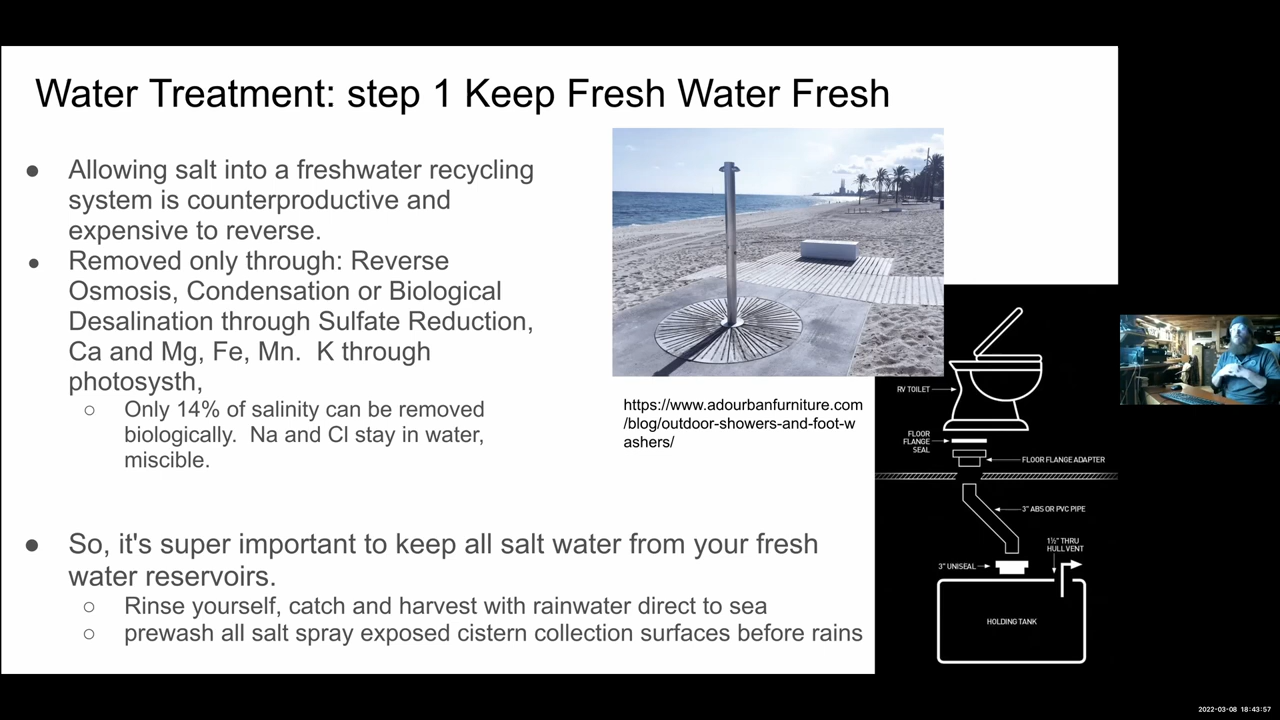 Water Treatment: step 1 Keep Fresh Water Fresh
● Allowing salt into a freshwater recycling
system is counterproductive and
expensive to reverse.
● Removed only through: Reverse
Osmosis, Condensation or Biological
Desalination through Sulfate Reduction,
Ca and Mg, Fe, Mn.  K through
photosysth,
○ Only 14% of salinity can be removed
biologically.  Na and Cl stay in water,
miscible.
● So, it's super important to keep all salt water from your fresh
water reservoirs.
○ Rinse yourself, catch and harvest with rainwater direct to sea
○ prewash all salt spray exposed cistern collection surfaces before rains
https://www.adourbanfurniture.com
/blog/outdoor-showers-and-foot-w
ashers/
RV TOILET
FLOOR
FLANGE
SEAL
FLOOR FLANGE ADAPTER
3" ABS OR PVC PIPE
1½" THRU
HULL VENT
3" UNISEAL
HOLDING TANK
2022-03-08 18:43:57